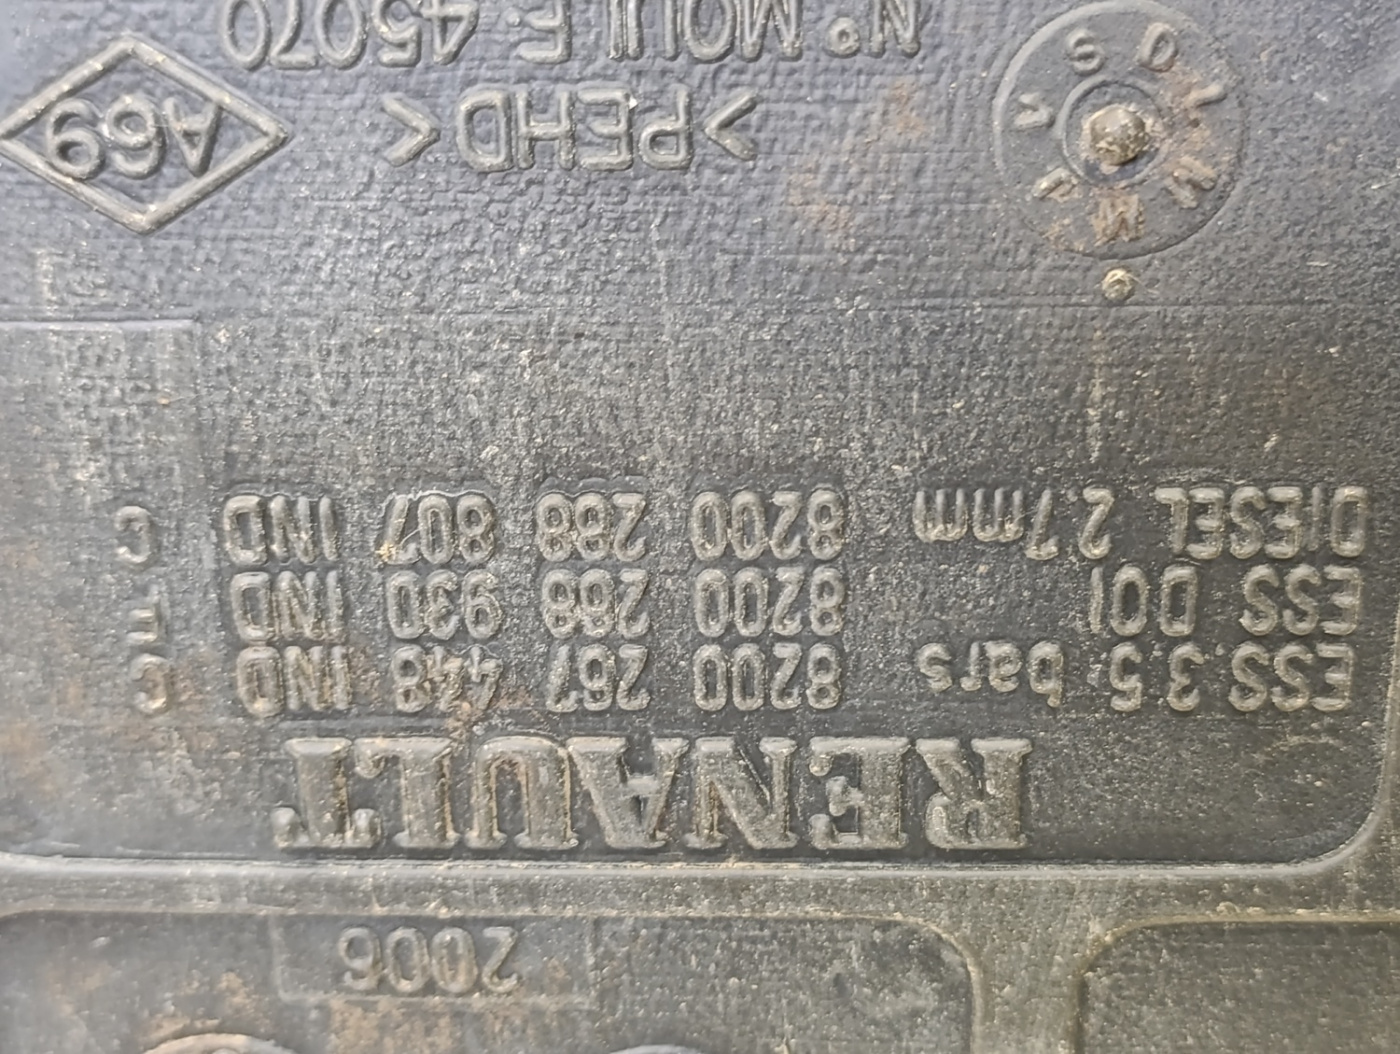 2006
RENAULT
ESS. 3.5 bars 8200 267 448 IND C
ESS DOI 8200 268 930 IND
DIESEL 2.7mm 8200 288 807 IND C
>PEHD< A69
N° MOULE 45070